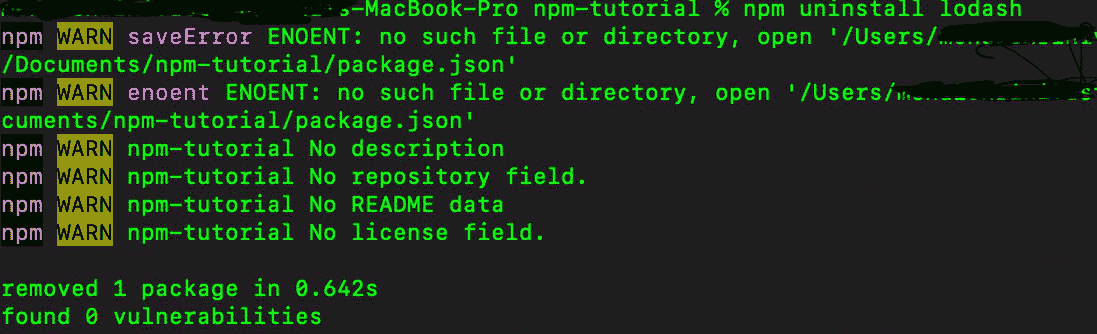 s-MacBook-Pro npm-tutorial % npm uninstall lodash
npm WARN saveError ENOENT: no such file or directory, open '/Users/
/Documents/npm-tutorial/package.json'
npm WARN enoent ENOENT: no such file or directory, open '/Users/
cuments/npm-tutorial/package.json'
npm WARN npm-tutorial No description
npm WARN npm-tutorial No repository field.
npm WARN npm-tutorial No README data
npm WARN npm-tutorial No license field.
removed 1 package in 0.642s
found 0 vulnerabilities